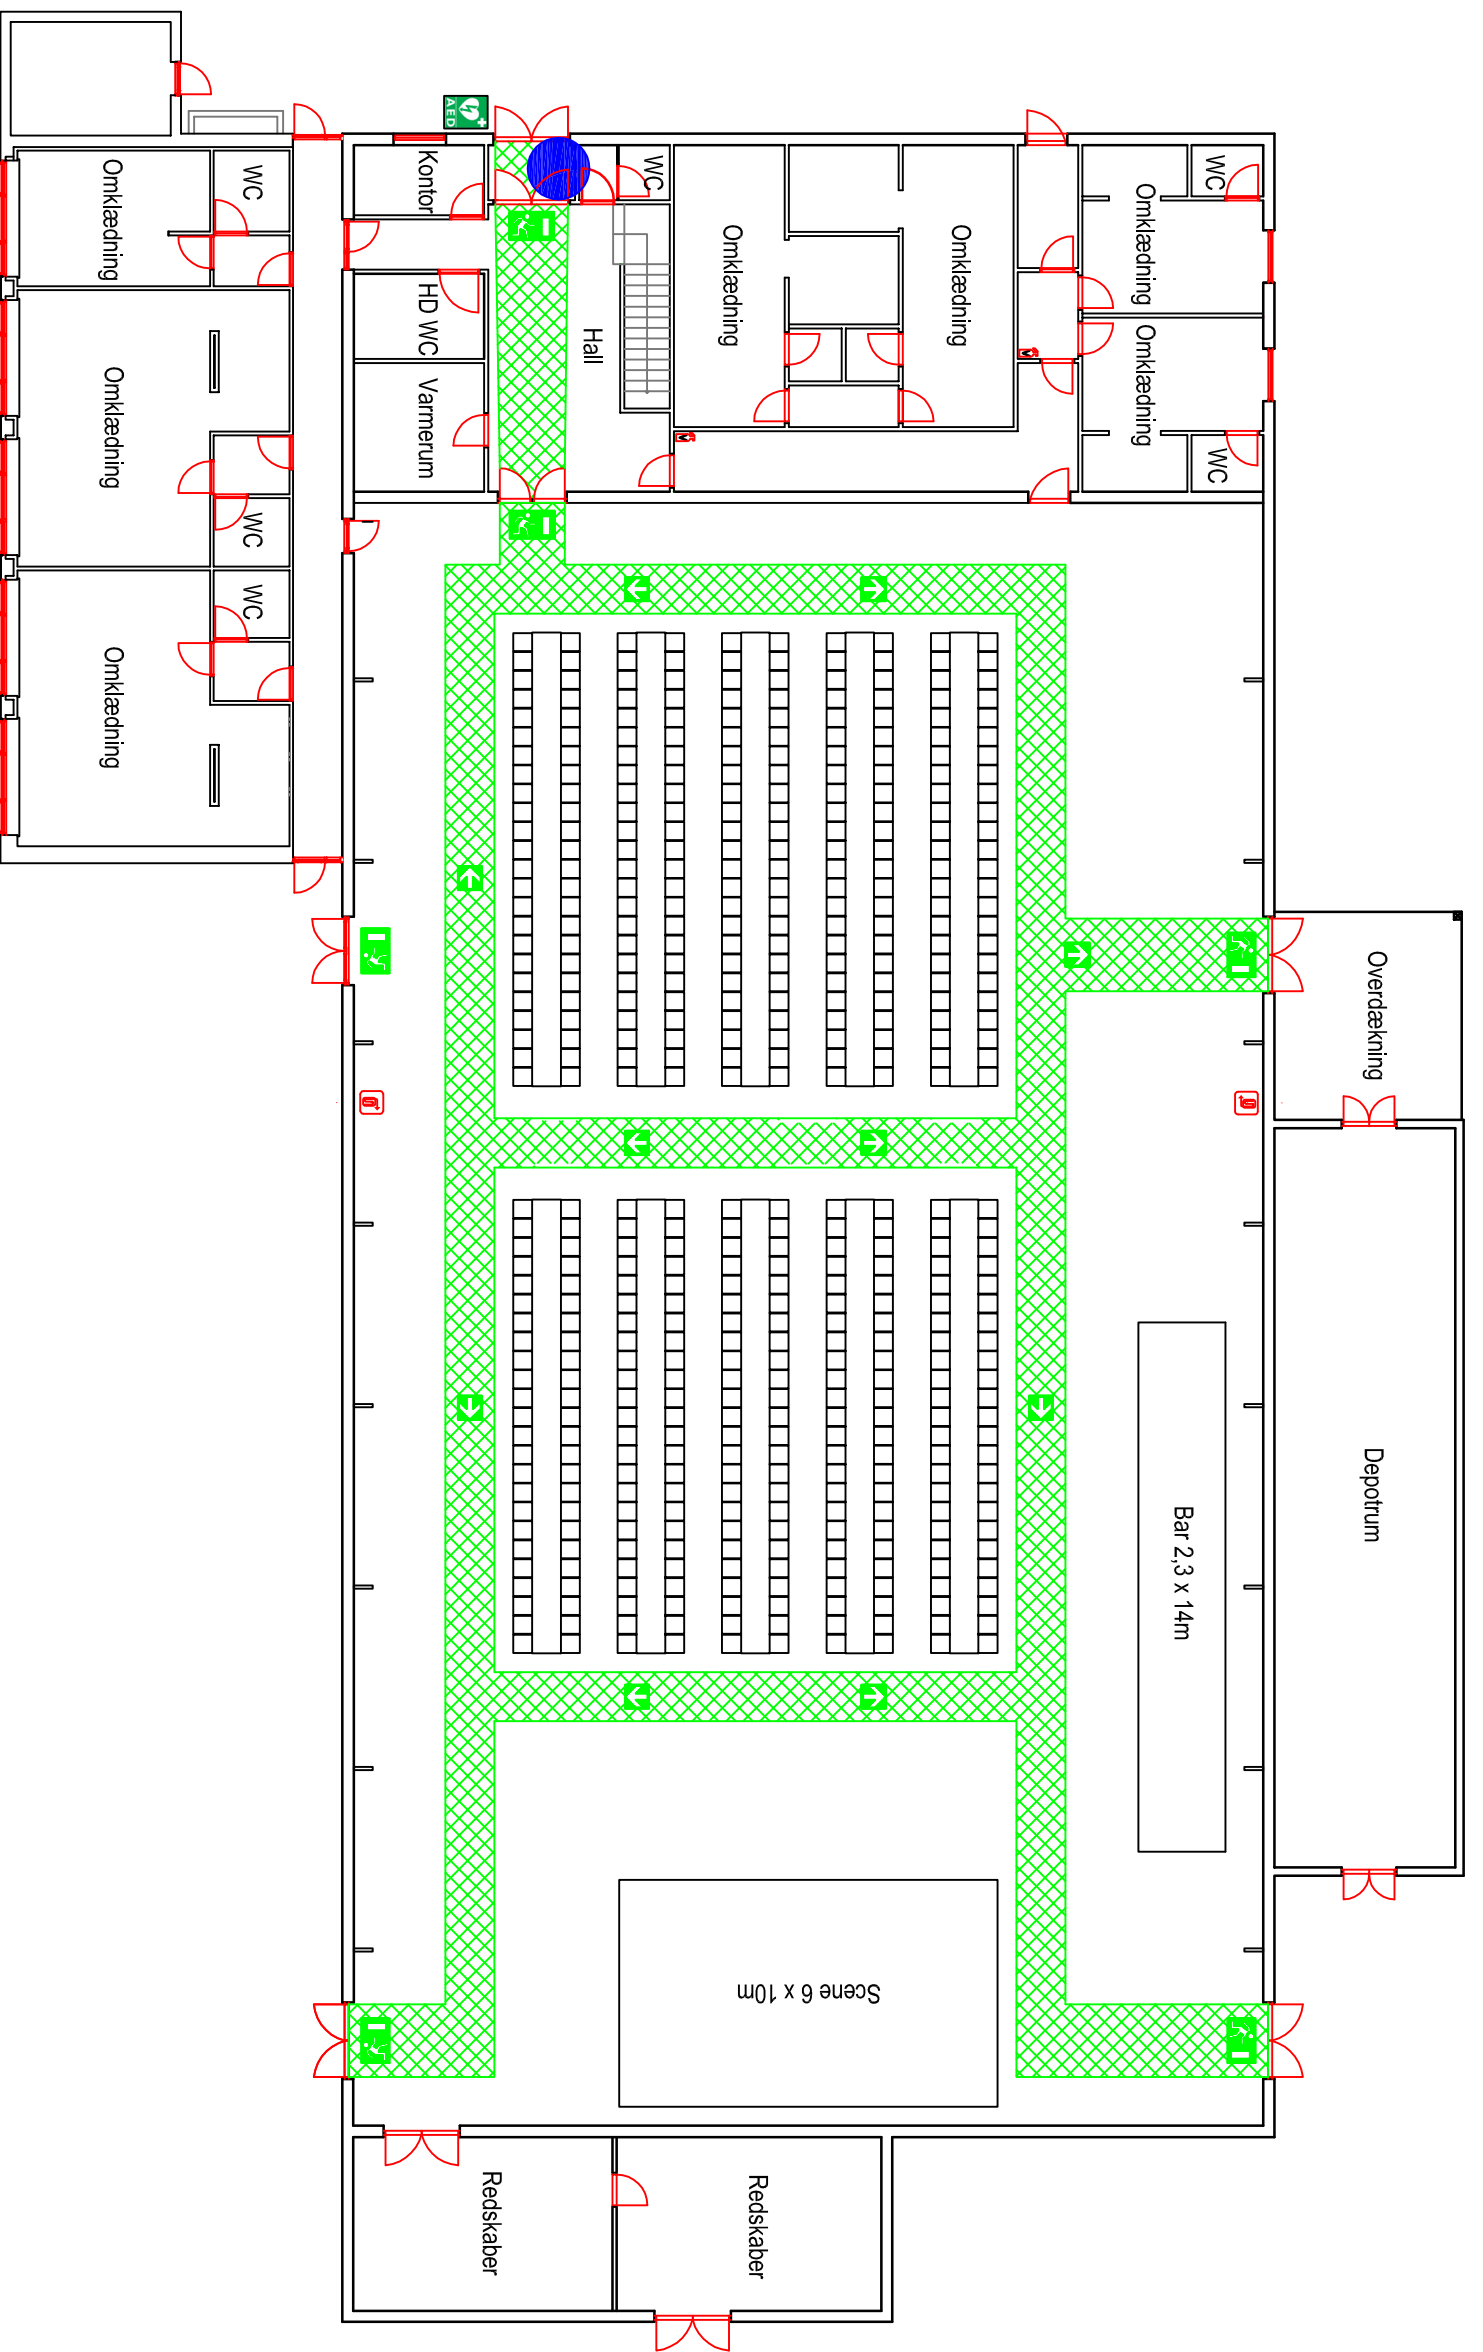 AED
Kontor
WC
WC
Omklædning
WC
Omklædning
Omklædning
Omklædning
HD WC
Hall
Omklædning
Varmerum
Omklædning
WC
Omklædning
WC
WC
Omklædning
Overdækning
Depotrum
Bar 2,3 x 14m
Scene 6 x 10m
Redskaber
Redskaber